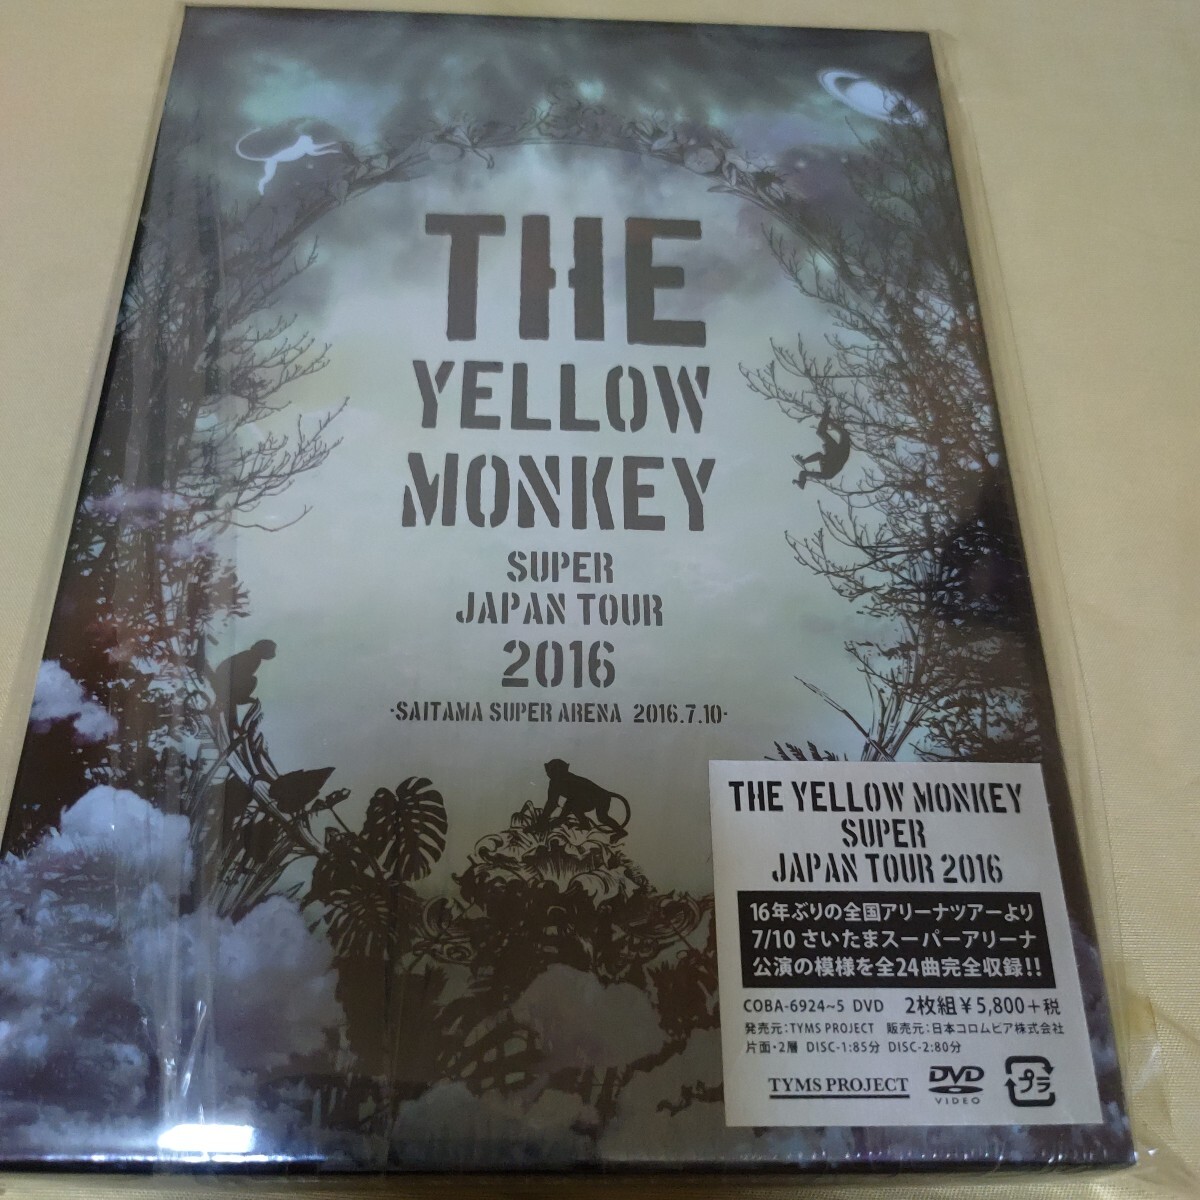 THE
YELLOW
MONKEY
SUPER
JAPAN TOUR
2016
-SAITAMA SUPER ARENA 2016.7.10-
THE YELLOW MONKEY
SUPER
JAPAN TOUR 2016
16年ぶりの全国アリーナツアーより
7/10 さいたまスーパーアリーナ
公演の模様を全24曲完全収録!!
COBA-6924~5 DVD 2枚組¥5,800+税
発売元:TYMS PROJECT 販売元:日本コロムビア株式会社
片面・2層 DISC-1:85分 DISC-2:80分
TYMS PROJECT DVD VIDEO プラ